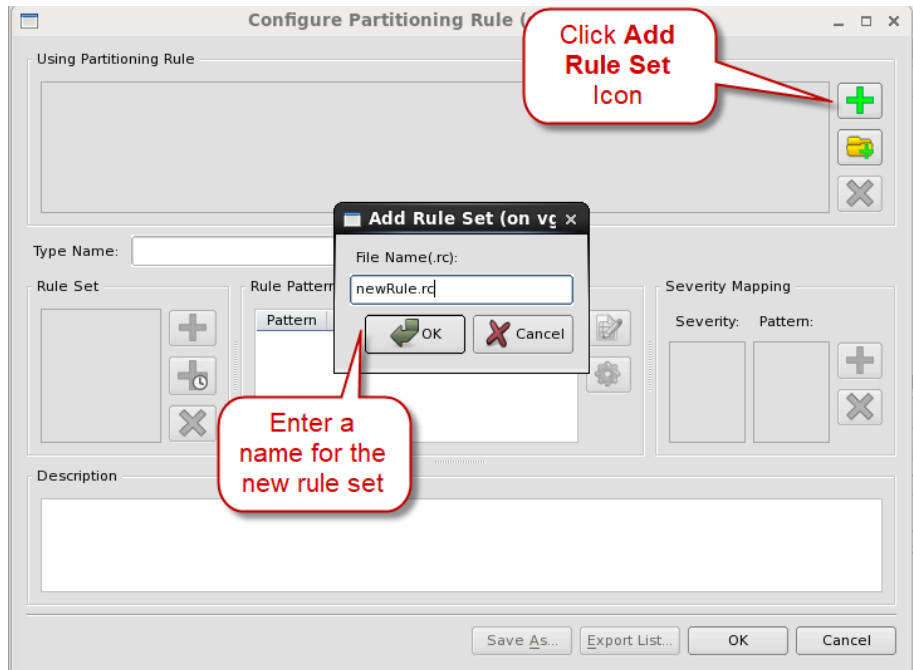 Configure Partitioning Rule (
Click Add
Rule Set
Icon
Using Partitioning Rule
Add Rule Set (on vg
File Name(.rc):
newRule.rc
OK
Cancel
Type Name:
Rule Set
Rule Pattern
Severity Mapping
Pattern
Severity:
Pattern:
Enter a
name for the
new rule set
Description
Save As...
Export List...
OK
Cancel